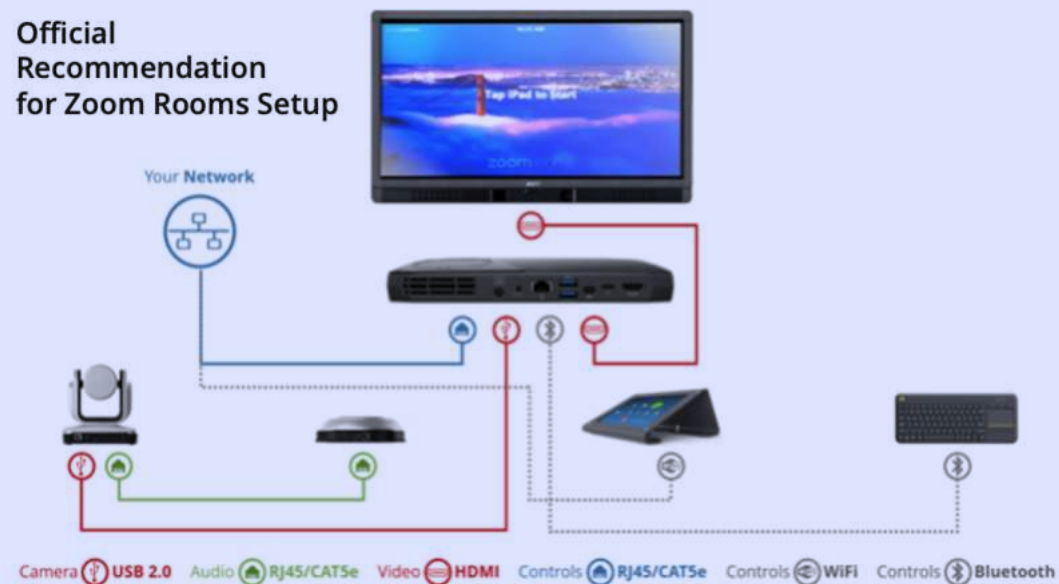 Official
Recommendation
for Zoom Rooms Setup
Tap iPad to Start
zoom
Your Network
Camera USB 2.0 Audio RJ45/CAT5e Video HDMI Controls RJ45/CAT5e Controls WiFi Controls Bluetooth